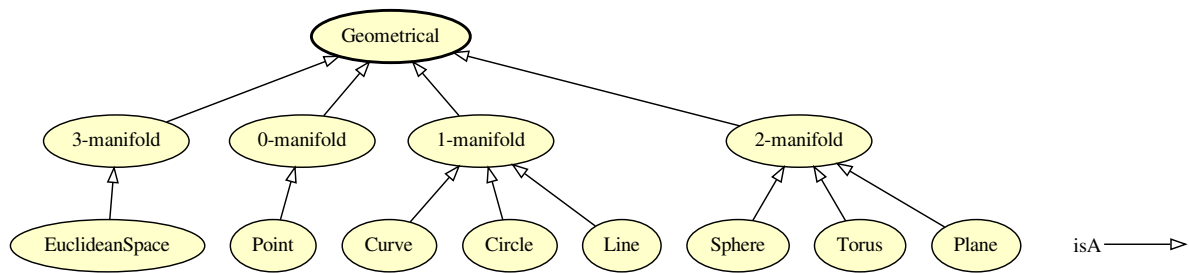 Geometrical
3-manifold 0-manifold 1-manifold 2-manifold
EuclideanSpace Point Curve Circle Line Sphere Torus Plane isA